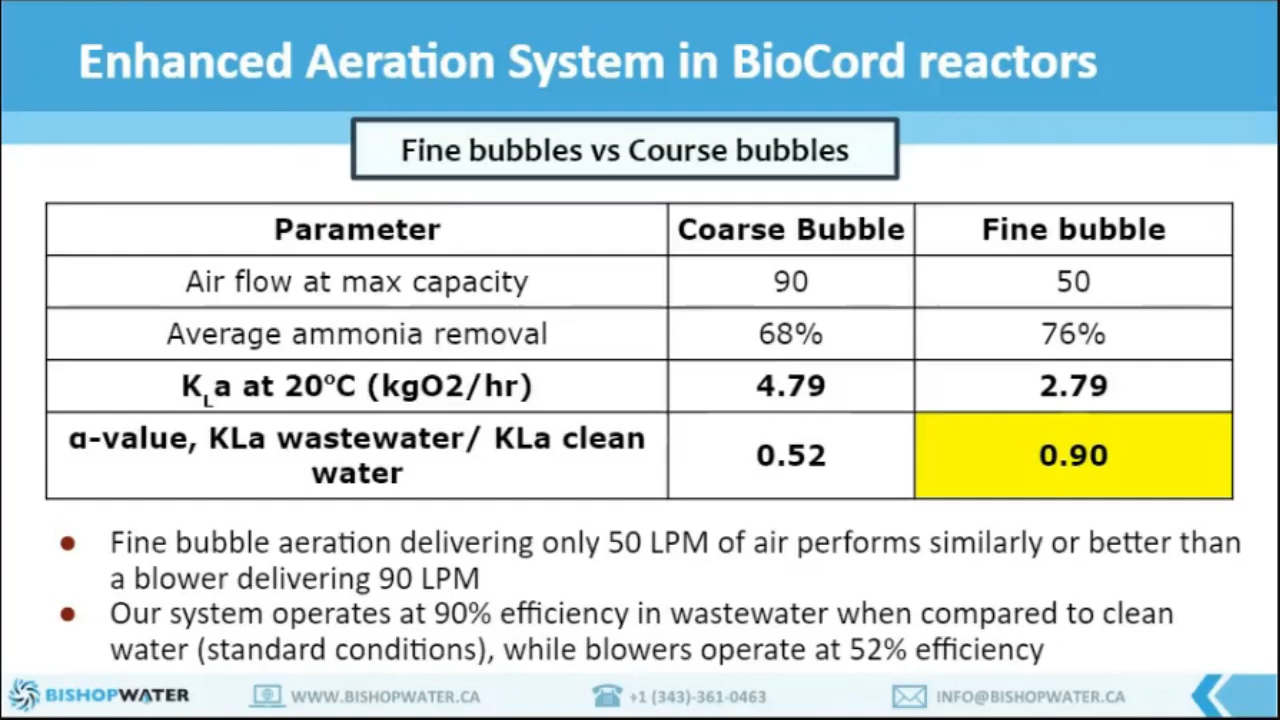 Enhanced Aeration System in BioCord reactors
Fine bubbles vs Course bubbles
Parameter Coarse Bubble Fine bubble
Air flow at max capacity 90 50
Average ammonia removal 68% 76%
KLa at 20°C (kgO2/hr) 4.79 2.79
α-value, KLa wastewater/ KLa clean
water 0.52 0.90
● Fine bubble aeration delivering only 50 LPM of air performs similarly or better than
a blower delivering 90 LPM
● Our system operates at 90% efficiency in wastewater when compared to clean
water (standard conditions), while blowers operate at 52% efficiency
BISHOPWATER WWW.BISHOPWATER.CA +1 (343)-361-0463 INFO@BISHOPWATER.CA